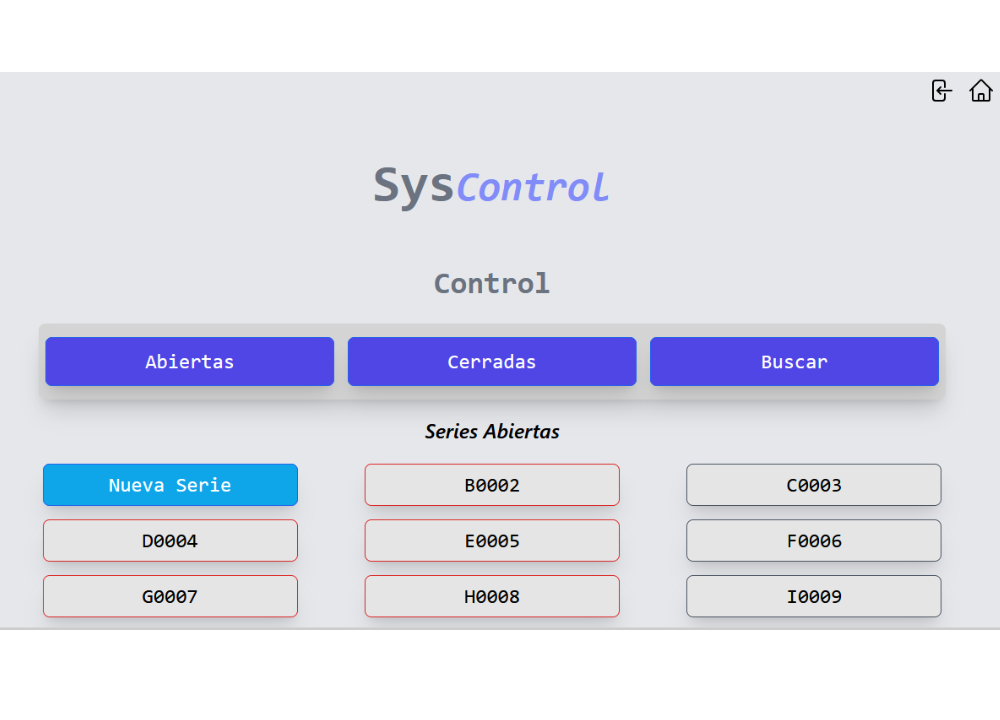 SysControl
Control
Abiertas Cerradas Buscar
Series Abiertas
Nueva Serie B0002 C0003
D0004 E0005 F0006
G0007 H0008 I0009